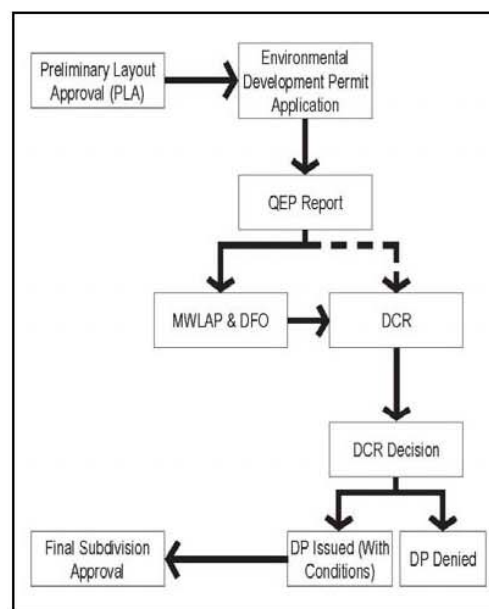 Preliminary Layout
Approval (PLA)
Environmental
Development Permit
Application
QEP Report
MWLAP & DFO
DCR
DCR Decision
Final Subdivision
Approval
DP Issued (With
Conditions)
DP Denied